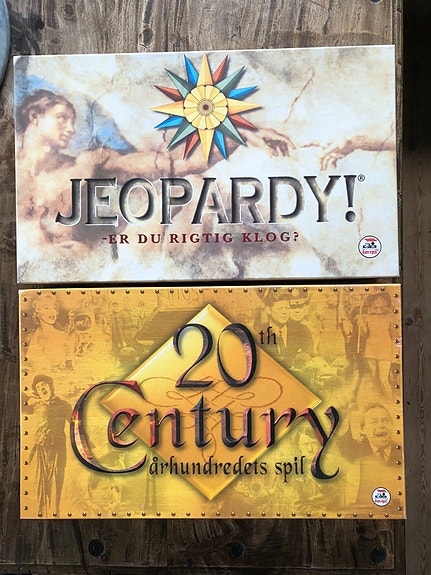 JEOPARDY!®
-ER DU RIGTIG KLOG?
20th
Century
århundredets spil